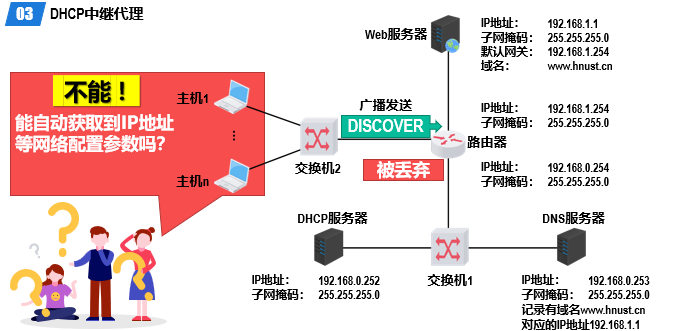 03 DHCP中继代理
Web服务器
IP地址： 192.168.1.1
子网掩码： 255.255.255.0
默认网关： 192.168.1.254
域名： www.hnust.cn
不能！
能自动获取到IP地址
等网络配置参数吗？
主机1
...
主机n
交换机2
广播发送
DISCOVER
被丢弃
路由器
IP地址： 192.168.1.254
子网掩码： 255.255.255.0
IP地址： 192.168.0.254
子网掩码： 255.255.255.0
DHCP服务器
IP地址： 192.168.0.252
子网掩码： 255.255.255.0
交换机1
DNS服务器
IP地址： 192.168.0.253
子网掩码： 255.255.255.0
记录有域名www.hnust.cn
对应的IP地址192.168.1.1